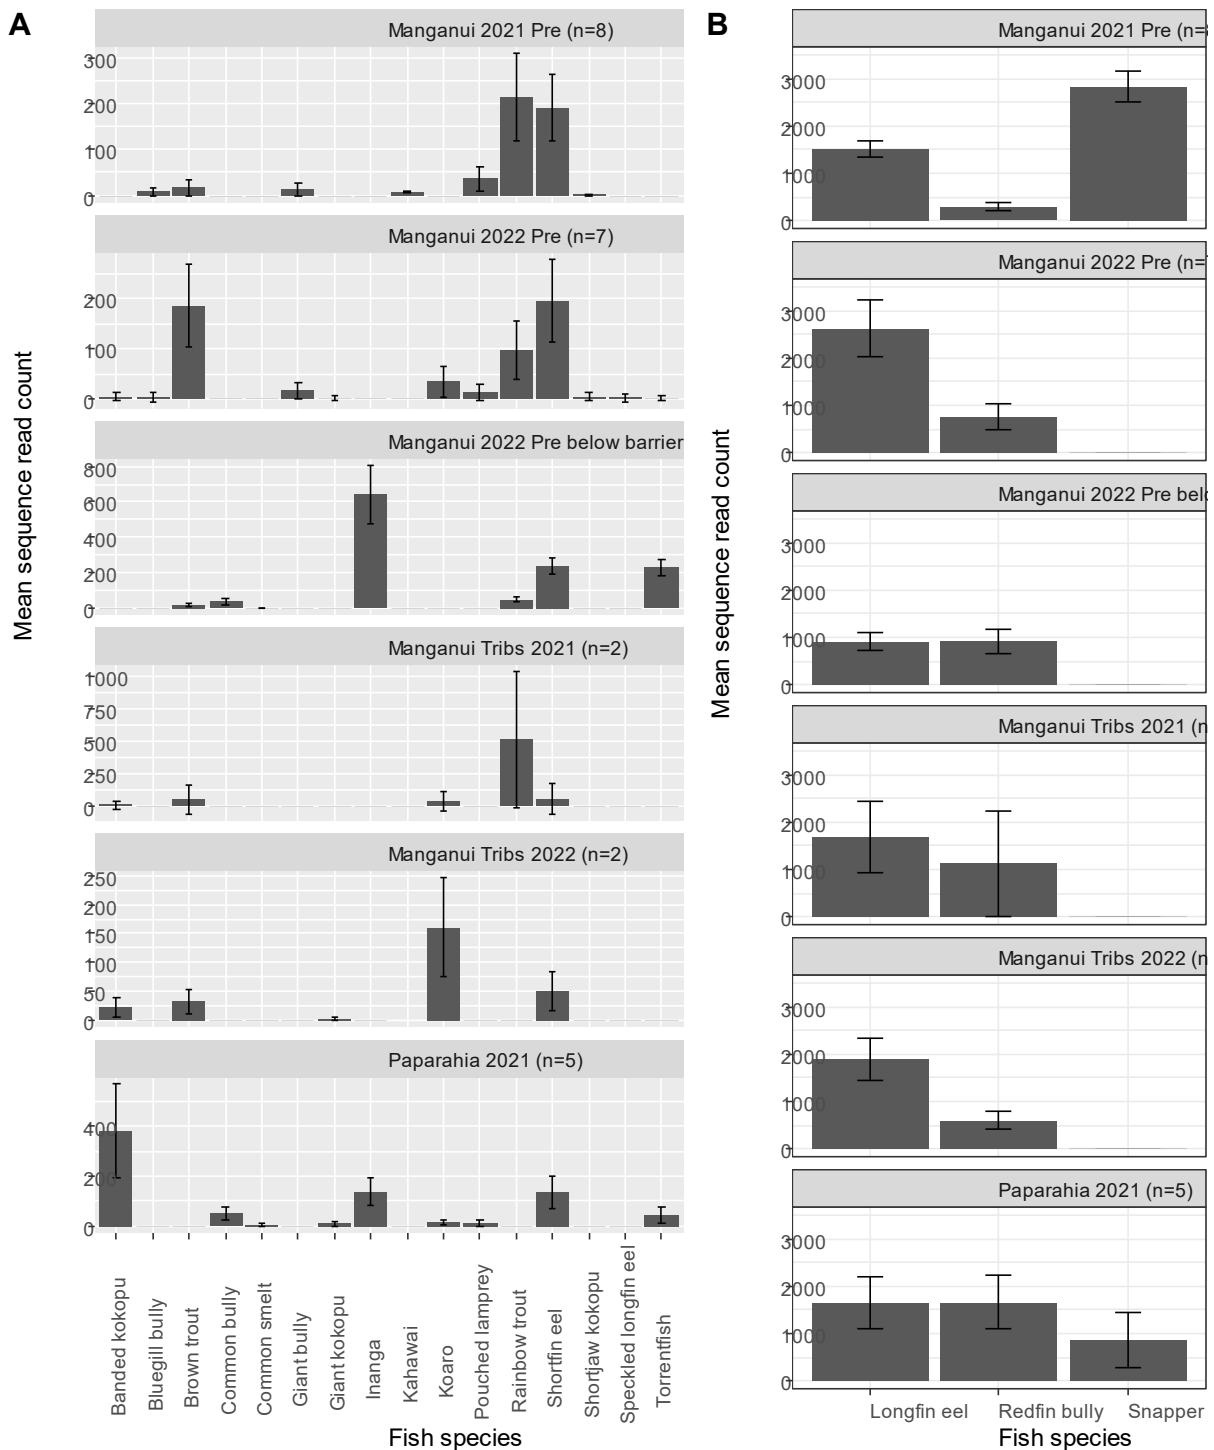 A
Manganui 2021 Pre (n=8)
300
200
100
0
Manganui 2022 Pre (n=7)
200
100
0
Manganui 2022 Pre below barrier
800
600
400
200
0
Manganui Tribs 2021 (n=2)
1000
750
500
250
0
Manganui Tribs 2022 (n=2)
250
200
150
100
50
0
Paparahia 2021 (n=5)
400
200
0
Mean sequence read count
Banded kokopu
Bluegill bully
Brown trout
Common bully
Common smelt
Giant bully
Giant kokopu
Inanga
Kahawai
Koaro
Pouched lamprey
Rainbow trout
Shortfin eel
Shortjaw kokopu
Speckled longfin eel
Torrentfish
Fish species
B
Manganui 2021 Pre (n=8
3000
2000
1000
0
Manganui 2022 Pre (n=7
3000
2000
1000
0
Manganui 2022 Pre belo
3000
2000
1000
0
Manganui Tribs 2021 (n
3000
2000
1000
0
Manganui Tribs 2022 (n
3000
2000
1000
0
Paparahia 2021 (n=5)
3000
2000
1000
0
Mean sequence read count
Longfin eel
Redfin bully
Snapper
Fish species